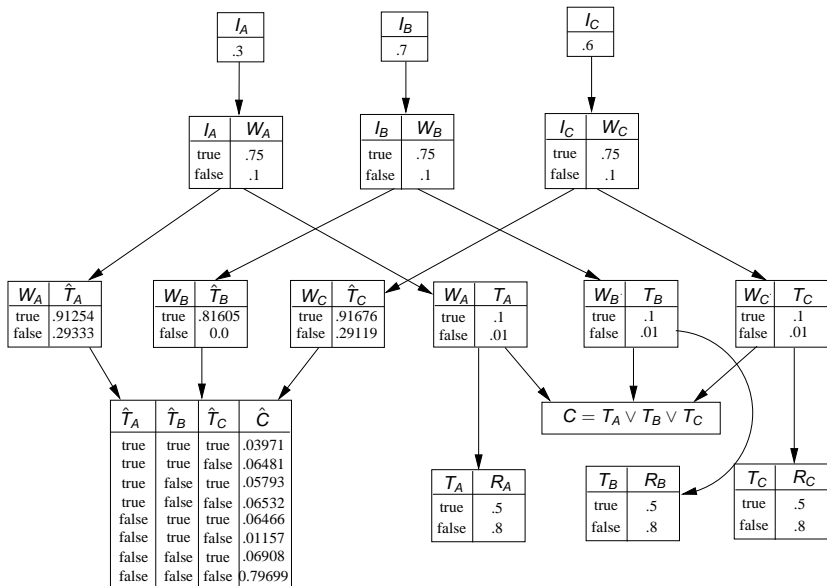 I_A
.3
I_B
.7
I_C
.6
I_A W_A
true .75
false .1
I_B W_B
true .75
false .1
I_C W_C
true .75
false .1
W_A T̂_A
true .91254
false .29333
W_B T̂_B
true .81605
false 0.0
W_C T̂_C
true .91676
false .29119
W_A T_A
true .1
false .01
W_B T_B
true .1
false .01
W_C T_C
true .1
false .01
T̂_A T̂_B T̂_C Ĉ
true true true .03971
true true false .06481
true false true .05793
true false false .06532
false true true .06466
false true false .01157
false false true .06908
false false false 0.79699
C = T_A ∨ T_B ∨ T_C
T_A R_A
true .5
false .8
T_B R_B
true .5
false .8
T_C R_C
true .5
false .8